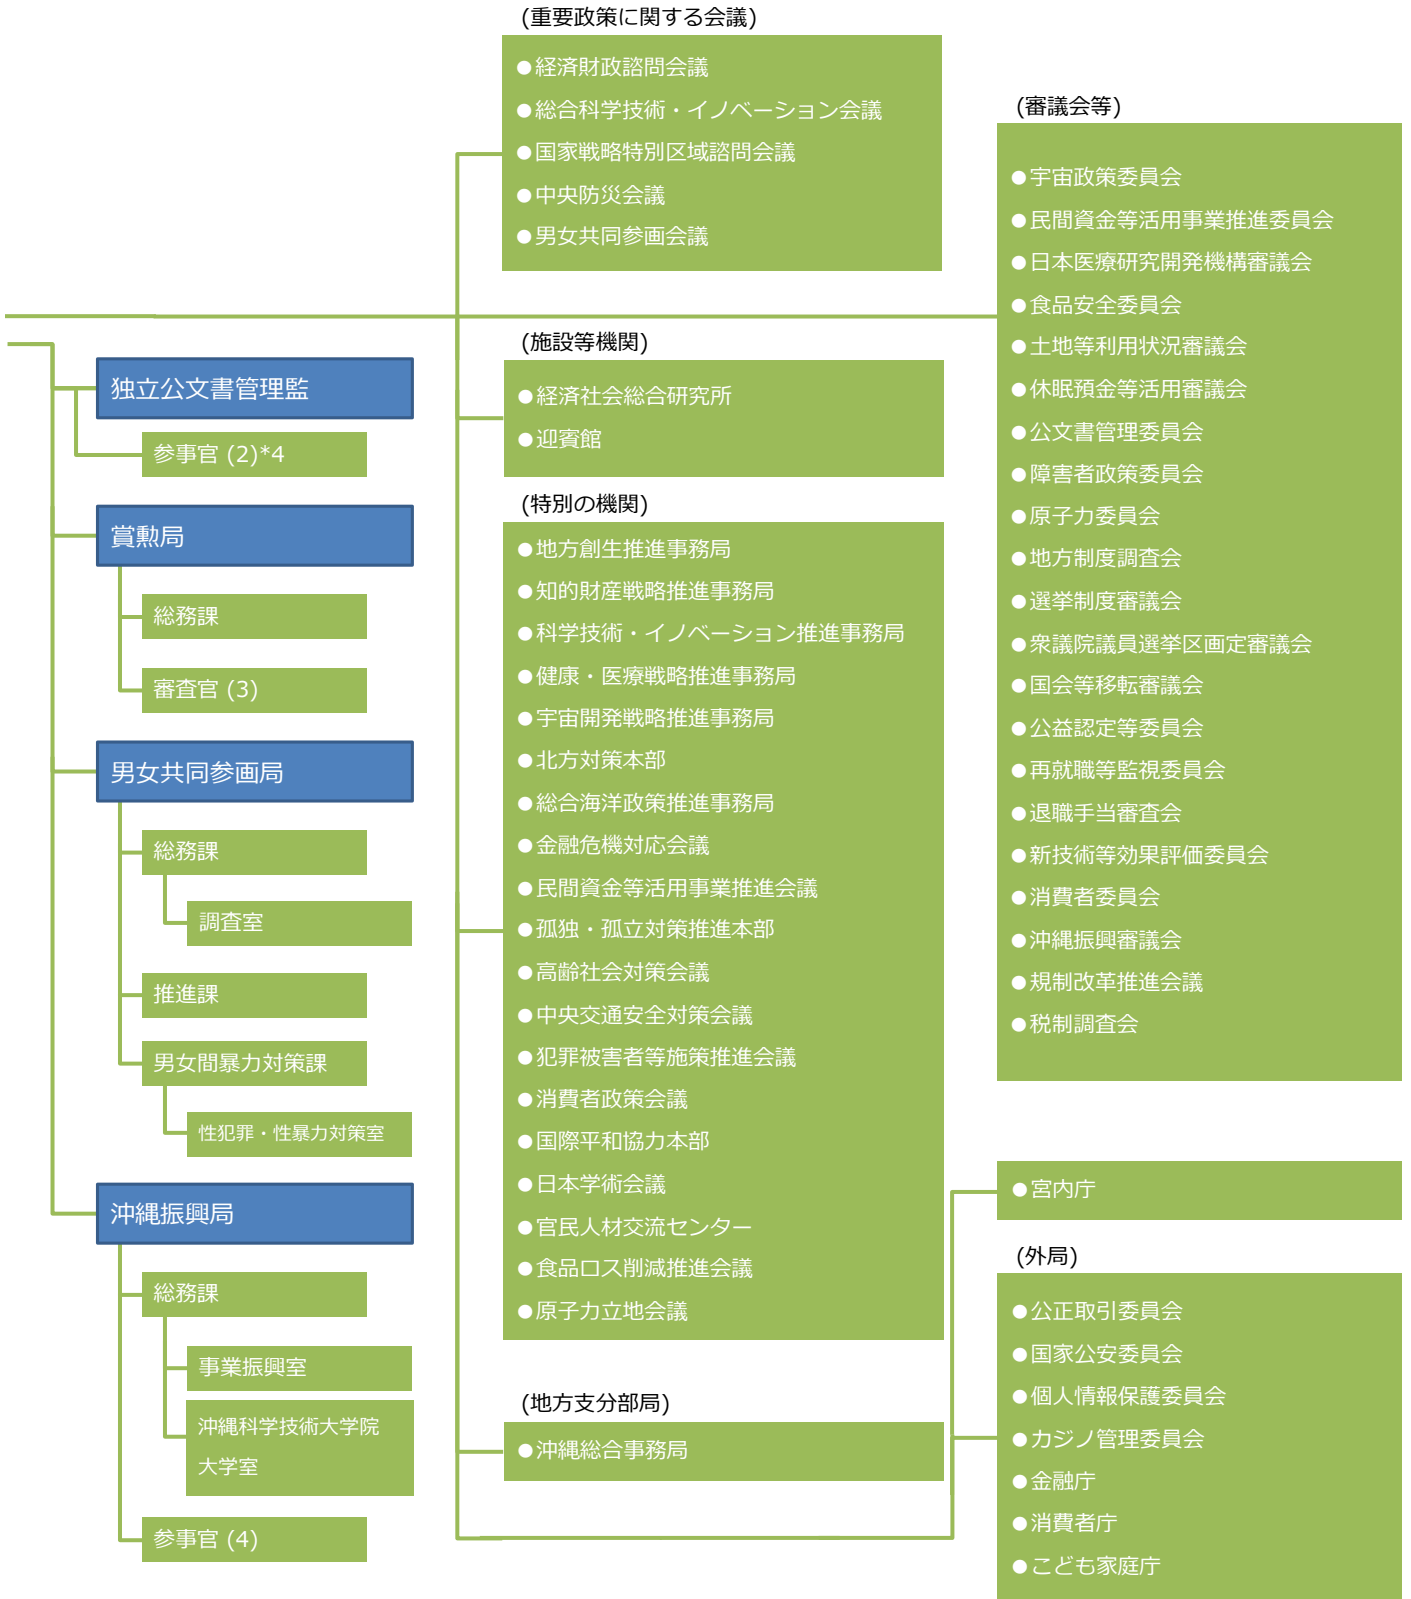 独立公文書管理監
参事官 (2)*4
賞勲局
総務課
審査官 (3)
男女共同参画局
総務課
調査室
推進課
男女間暴力対策課
性犯罪・性暴力対策室
沖縄振興局
総務課
事業振興室
沖縄科学技術大学院
大学室
参事官 (4)
(重要政策に関する会議)
●経済財政諮問会議
●総合科学技術・イノベーション会議
●国家戦略特別区域諮問会議
●中央防災会議
●男女共同参画会議
(施設等機関)
●経済社会総合研究所
●迎賓館
(特別の機関)
●地方創生推進事務局
●知的財産戦略推進事務局
●科学技術・イノベーション推進事務局
●健康・医療戦略推進事務局
●宇宙開発戦略推進事務局
●北方対策本部
●総合海洋政策推進事務局
●金融危機対応会議
●民間資金等活用事業推進会議
●孤独・孤立対策推進本部
●高齢社会対策会議
●中央交通安全対策会議
●犯罪被害者等施策推進会議
●消費者政策会議
●国際平和協力本部
●日本学術会議
●官民人材交流センター
●食品ロス削減推進会議
●原子力立地会議
(地方支分部局)
●沖縄総合事務局
(審議会等)
●宇宙政策委員会
●民間資金等活用事業推進委員会
●日本医療研究開発機構審議会
●食品安全委員会
●土地等利用状況審議会
●休眠預金等活用審議会
●公文書管理委員会
●障害者政策委員会
●原子力委員会
●地方制度調査会
●選挙制度審議会
●衆議院議員選挙区画定審議会
●国会等移転審議会
●公益認定等委員会
●再就職等監視委員会
●退職手当審査会
●新技術等効果評価委員会
●消費者委員会
●沖縄振興審議会
●規制改革推進会議
●税制調査会
●宮内庁
(外局)
●公正取引委員会
●国家公安委員会
●個人情報保護委員会
●カジノ管理委員会
●金融庁
●消費者庁
●こども家庭庁